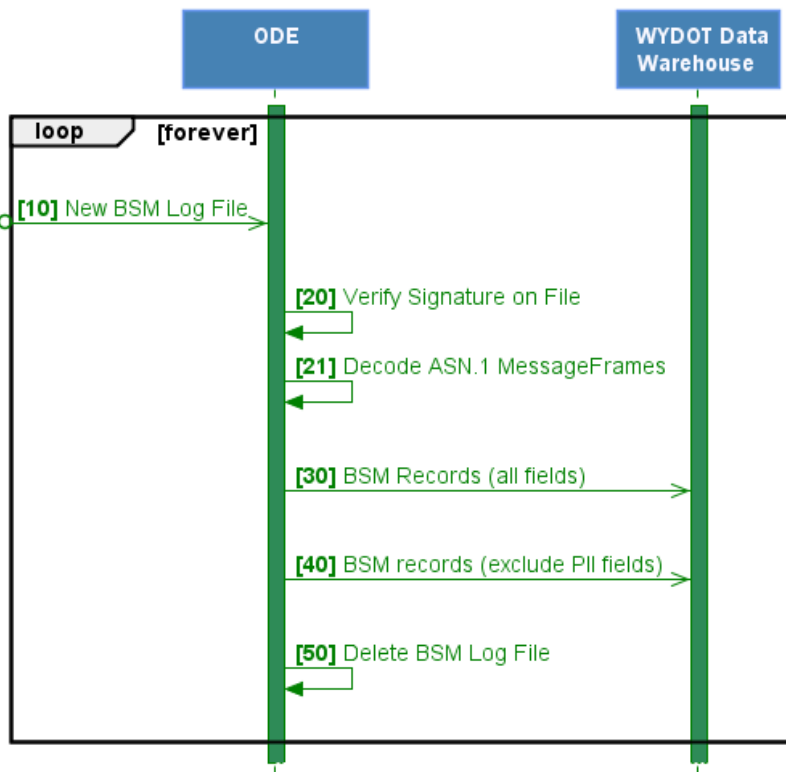 ODE
WYDOT Data
Warehouse
loop
[forever]
[10] New BSM Log File
[20] Verify Signature on File
[21] Decode ASN.1 MessageFrames
[30] BSM Records (all fields)
[40] BSM records (exclude PII fields)
[50] Delete BSM Log File